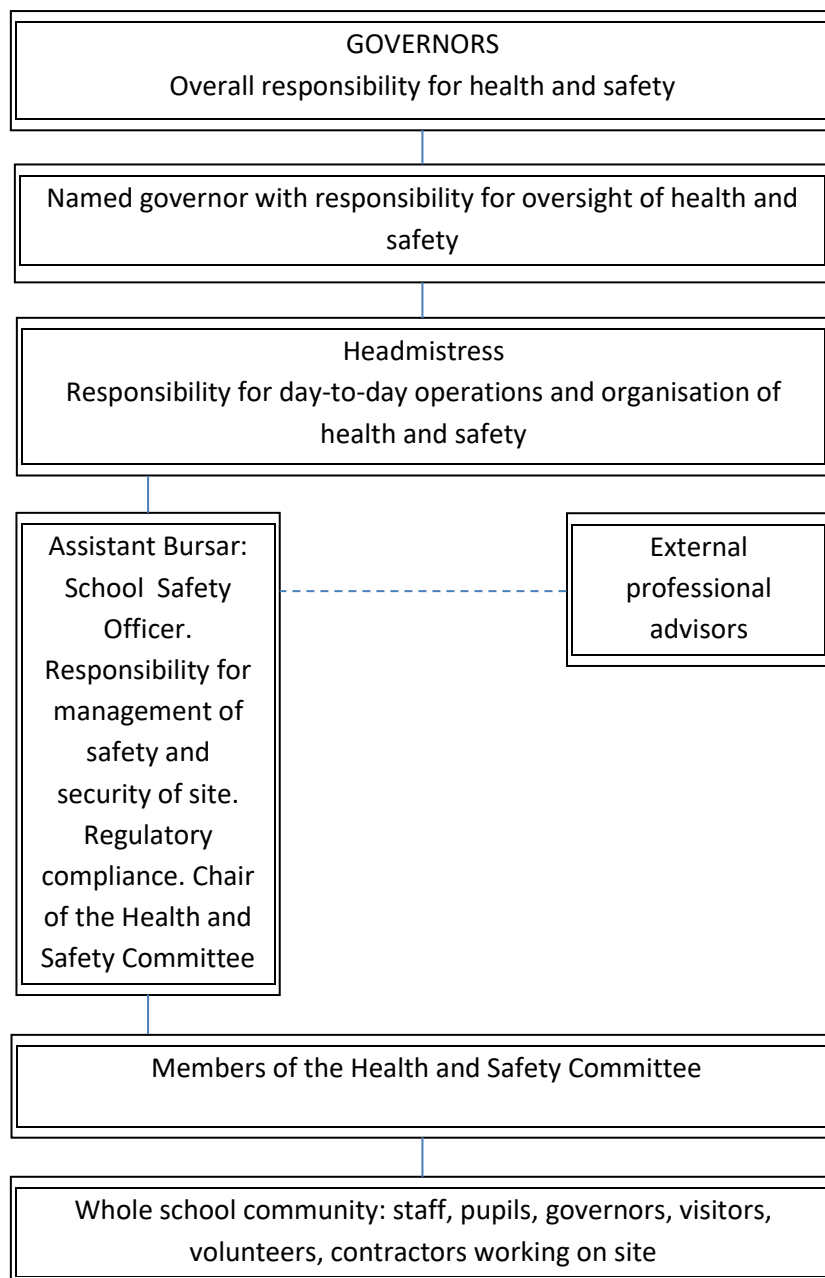 GOVERNORS
Overall responsibility for health and safety
Named governor with responsibility for oversight of health and
safety
Headmistress
Responsibility for day-to-day operations and organisation of
health and safety
Assistant Bursar:
School  Safety
Officer.
Responsibility for
management of
safety and
security of site.
Regulatory
compliance. Chair
of the Health and
Safety Committee
External
professional
advisors
Members of the Health and Safety Committee
Whole school community: staff, pupils, governors, visitors,
volunteers, contractors working on site